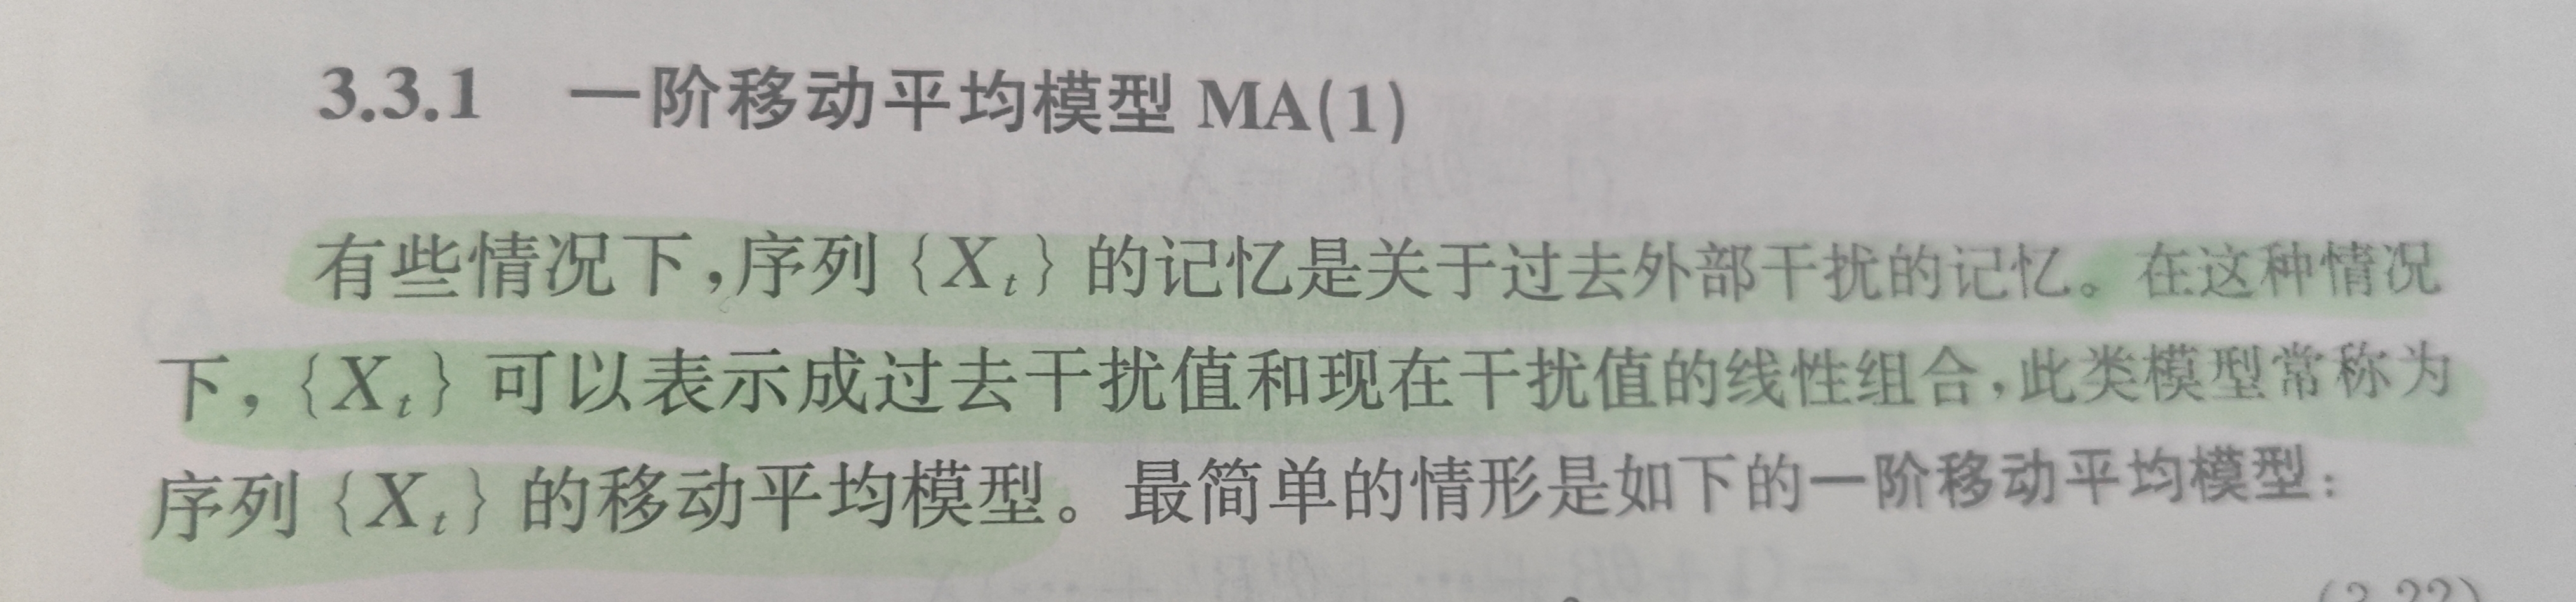 3.3.1 一阶移动平均模型 MA(1)
有些情况下,序列 {Xₜ} 的记忆是关于过去外部干扰的记忆。在这种情况
下,{Xₜ} 可以表示成过去干扰值和现在干扰值的线性组合,此类模型常称为
序列 {Xₜ} 的移动平均模型。最简单的情形是如下的一阶移动平均模型: